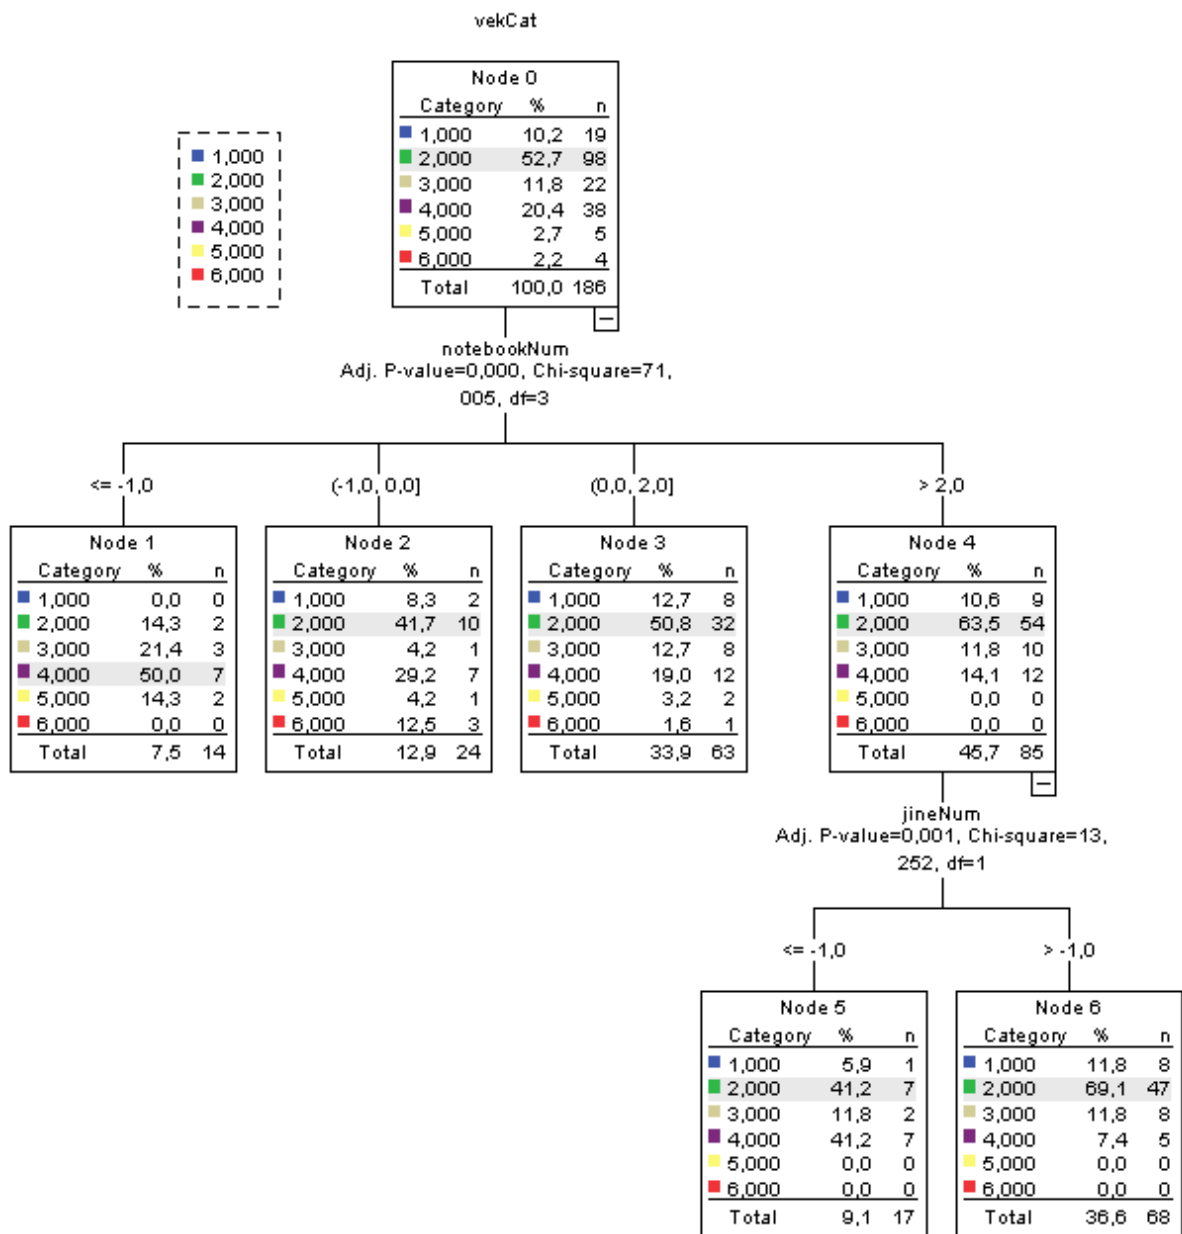 vekCat
Node 0
Category % n
1,000 10,2 19
2,000 52,7 98
3,000 11,8 22
4,000 20,4 38
5,000 2,7 5
6,000 2,2 4
Total 100,0 186
1,000
2,000
3,000
4,000
5,000
6,000
notebookNum
Adj. P-value=0,000, Chi-square=71,
005, df=3
<= -1,0
(-1,0, 0,0]
(0,0, 2,0]
> 2,0
Node 1
Category % n
1,000 0,0 0
2,000 14,3 2
3,000 21,4 3
4,000 50,0 7
5,000 14,3 2
6,000 0,0 0
Total 7,5 14
Node 2
Category % n
1,000 8,3 2
2,000 41,7 10
3,000 4,2 1
4,000 29,2 7
5,000 4,2 1
6,000 12,5 3
Total 12,9 24
Node 3
Category % n
1,000 12,7 8
2,000 50,8 32
3,000 12,7 8
4,000 19,0 12
5,000 3,2 2
6,000 1,6 1
Total 33,9 63
Node 4
Category % n
1,000 10,6 9
2,000 63,5 54
3,000 11,8 10
4,000 14,1 12
5,000 0,0 0
6,000 0,0 0
Total 45,7 85
jineNum
Adj. P-value=0,001, Chi-square=13,
252, df=1
<= -1,0
> -1,0
Node 5
Category % n
1,000 5,9 1
2,000 41,2 7
3,000 11,8 2
4,000 41,2 7
5,000 0,0 0
6,000 0,0 0
Total 9,1 17
Node 6
Category % n
1,000 11,8 8
2,000 69,1 47
3,000 11,8 8
4,000 7,4 5
5,000 0,0 0
6,000 0,0 0
Total 36,6 68